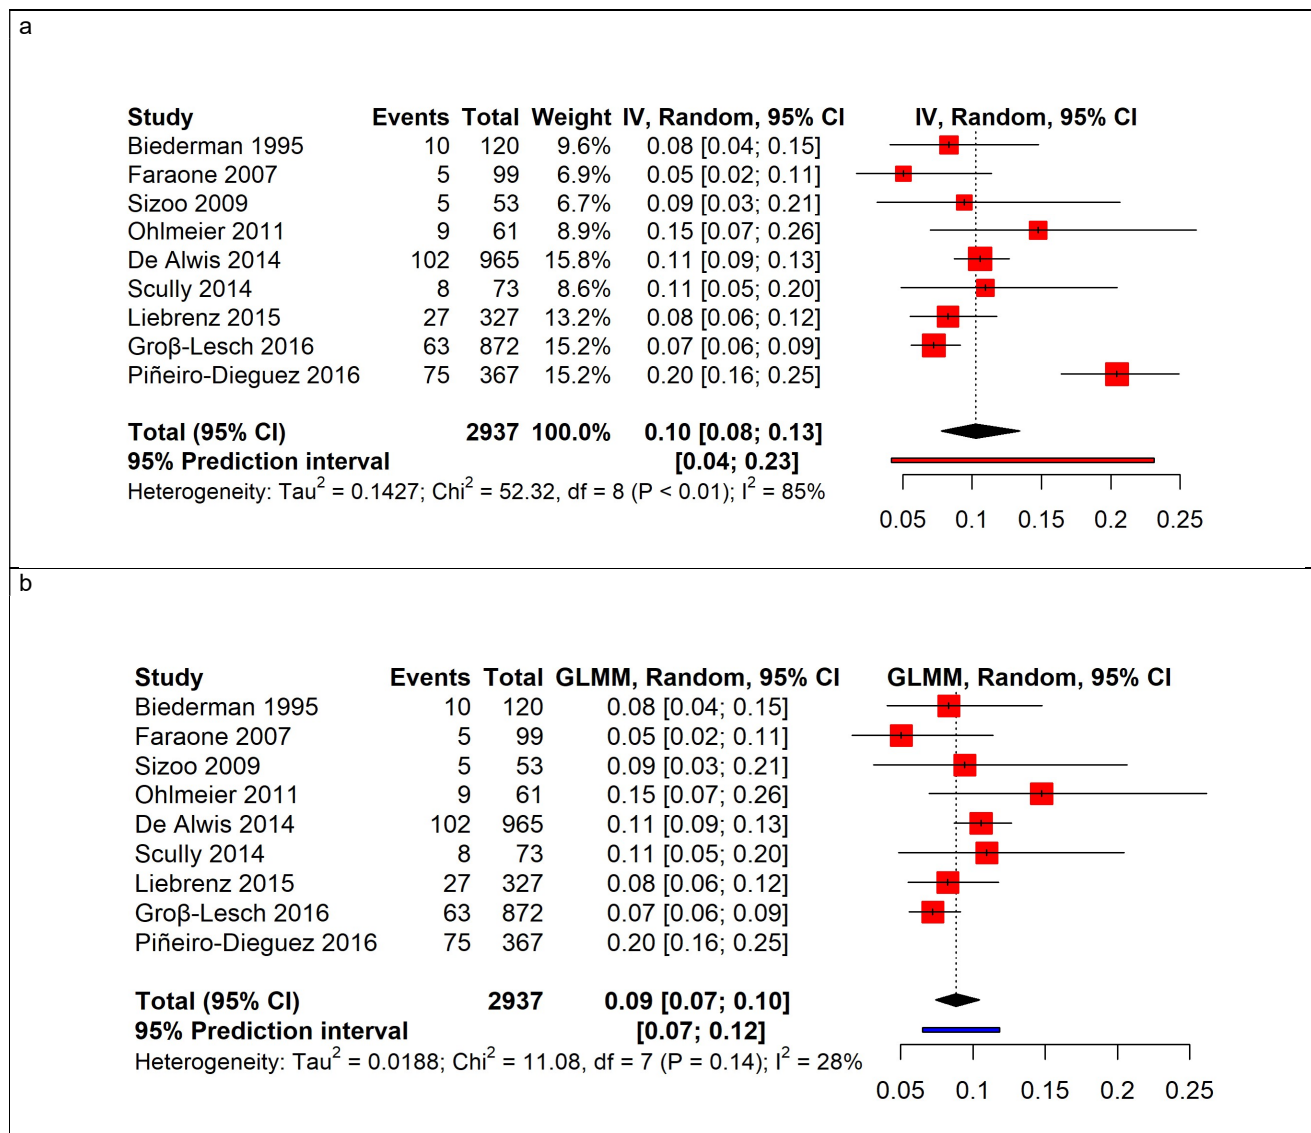 a
Study Events Total Weight IV, Random, 95% CI IV, Random, 95% CI
Biederman 1995 10 120 9.6% 0.08 [0.04; 0.15]
Faraone 2007 5 99 6.9% 0.05 [0.02; 0.11]
Sizoo 2009 5 53 6.7% 0.09 [0.03; 0.21]
Ohlmeier 2011 9 61 8.9% 0.15 [0.07; 0.26]
De Alwis 2014 102 965 15.8% 0.11 [0.09; 0.13]
Scully 2014 8 73 8.6% 0.11 [0.05; 0.20]
Liebrenz 2015 27 327 13.2% 0.08 [0.06; 0.12]
Groβ-Lesch 2016 63 872 15.2% 0.07 [0.06; 0.09]
Piñeiro-Dieguez 2016 75 367 15.2% 0.20 [0.16; 0.25]
Total (95% CI) 2937 100.0% 0.10 [0.08; 0.13]
95% Prediction interval [0.04; 0.23]
Heterogeneity: Tau² = 0.1427; Chi² = 52.32, df = 8 (P < 0.01); I² = 85%
0.05 0.1 0.15 0.2 0.25
b
Study Events Total GLMM, Random, 95% CI GLMM, Random, 95% CI
Biederman 1995 10 120 0.08 [0.04; 0.15]
Faraone 2007 5 99 0.05 [0.02; 0.11]
Sizoo 2009 5 53 0.09 [0.03; 0.21]
Ohlmeier 2011 9 61 0.15 [0.07; 0.26]
De Alwis 2014 102 965 0.11 [0.09; 0.13]
Scully 2014 8 73 0.11 [0.05; 0.20]
Liebrenz 2015 27 327 0.08 [0.06; 0.12]
Groβ-Lesch 2016 63 872 0.07 [0.06; 0.09]
Piñeiro-Dieguez 2016 75 367 0.20 [0.16; 0.25]
Total (95% CI) 2937 0.09 [0.07; 0.10]
95% Prediction interval [0.07; 0.12]
Heterogeneity: Tau² = 0.0188; Chi² = 11.08, df = 7 (P = 0.14); I² = 28%
0.05 0.1 0.15 0.2 0.25